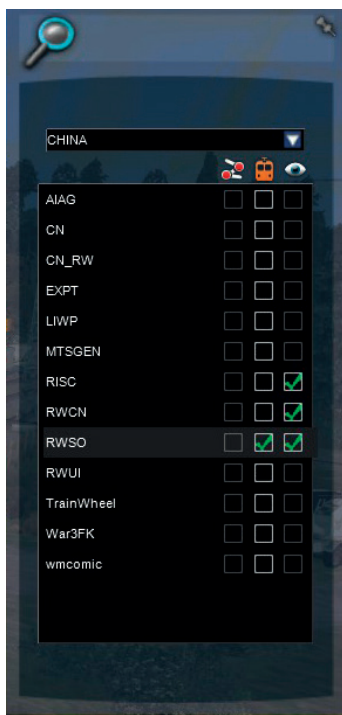 CHINA
AIAG
CN
CN_RW
EXPT
LIWP
MTSGEN
RISC
RWCN
RWSO
RWUI
TrainWheel
War3FK
wmcomic